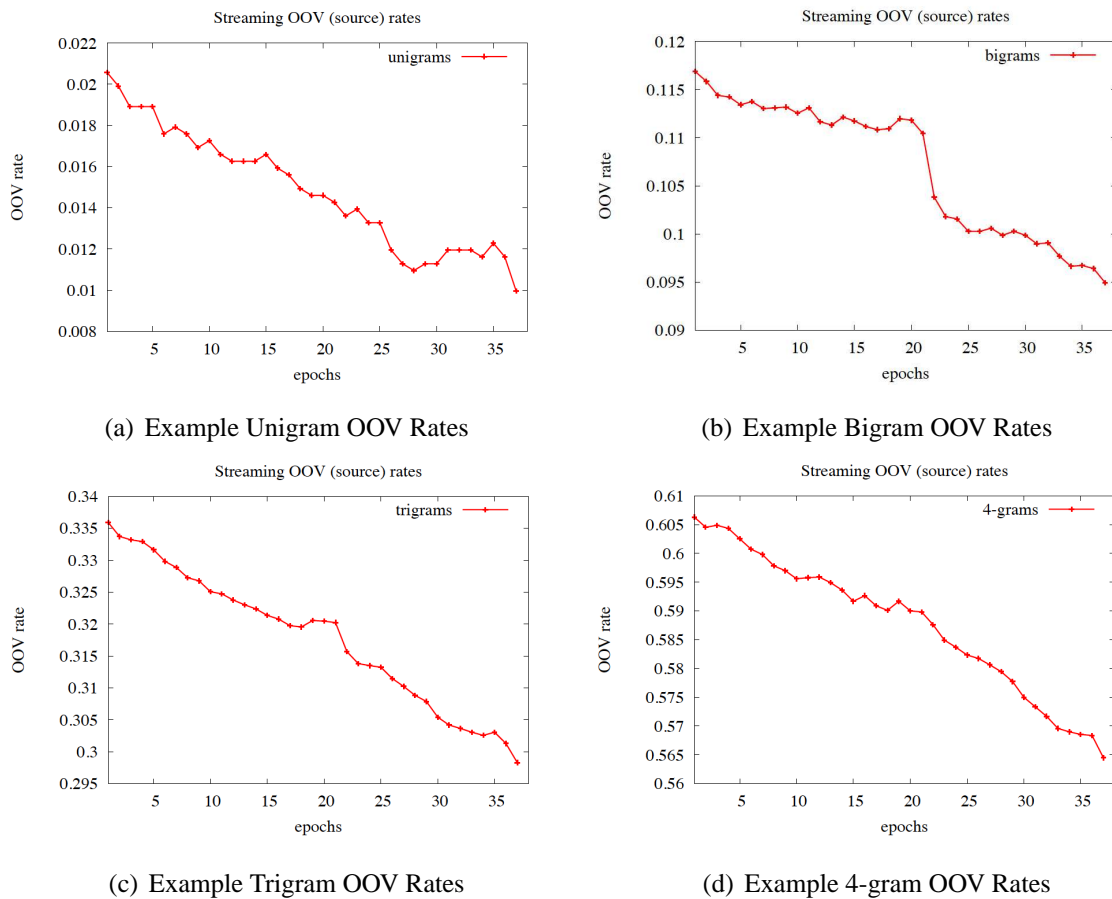 Streaming OOV (source) rates
0.022
0.02
0.018
0.016
0.014
0.012
0.01
0.008
OOV rate
unigrams
5 10 15 20 25 30 35
epochs
(a) Example Unigram OOV Rates
Streaming OOV (source) rates
0.12
0.115
0.11
0.105
0.1
0.095
0.09
OOV rate
bigrams
5 10 15 20 25 30 35
epochs
(b) Example Bigram OOV Rates
Streaming OOV (source) rates
0.34
0.335
0.33
0.325
0.32
0.315
0.31
0.305
0.3
0.295
OOV rate
trigrams
5 10 15 20 25 30 35
epochs
(c) Example Trigram OOV Rates
Streaming OOV (source) rates
0.61
0.605
0.6
0.595
0.59
0.585
0.58
0.575
0.57
0.565
0.56
OOV rate
4-grams
5 10 15 20 25 30 35
epochs
(d) Example 4-gram OOV Rates